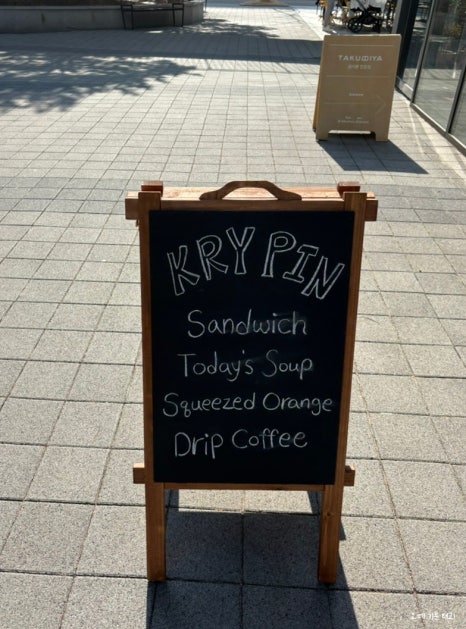 TAKUMIYA
KRYPIN
Sandwich
Today's Soup
Squeezed Orange
Drip Coffee